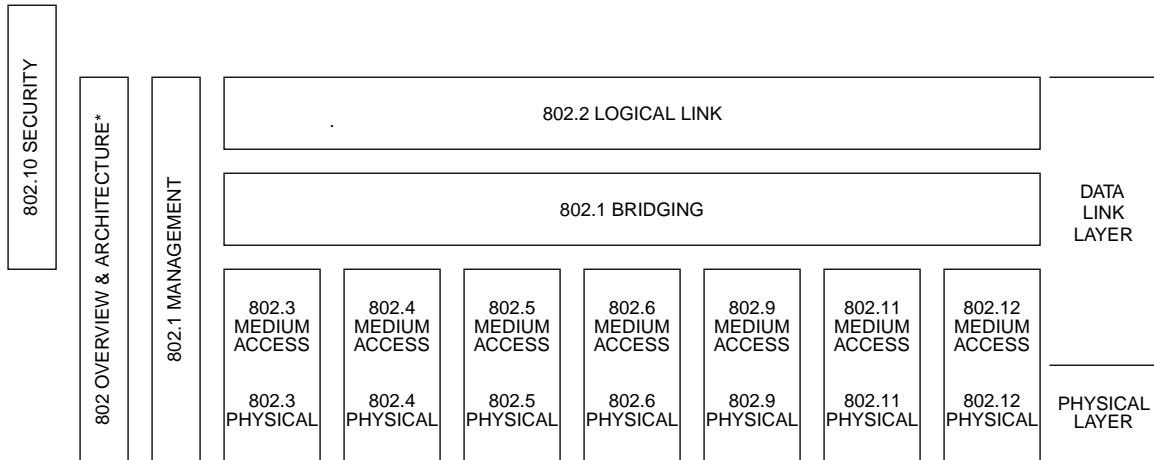 802.10 SECURITY
802 OVERVIEW & ARCHITECTURE*
802.1 MANAGEMENT
802.2 LOGICAL LINK
802.1 BRIDGING
DATA
LINK
LAYER
802.3
MEDIUM
ACCESS
802.4
MEDIUM
ACCESS
802.5
MEDIUM
ACCESS
802.6
MEDIUM
ACCESS
802.9
MEDIUM
ACCESS
802.11
MEDIUM
ACCESS
802.12
MEDIUM
ACCESS
802.3
PHYSICAL
802.4
PHYSICAL
802.5
PHYSICAL
802.6
PHYSICAL
802.9
PHYSICAL
802.11
PHYSICAL
802.12
PHYSICAL
PHYSICAL
LAYER